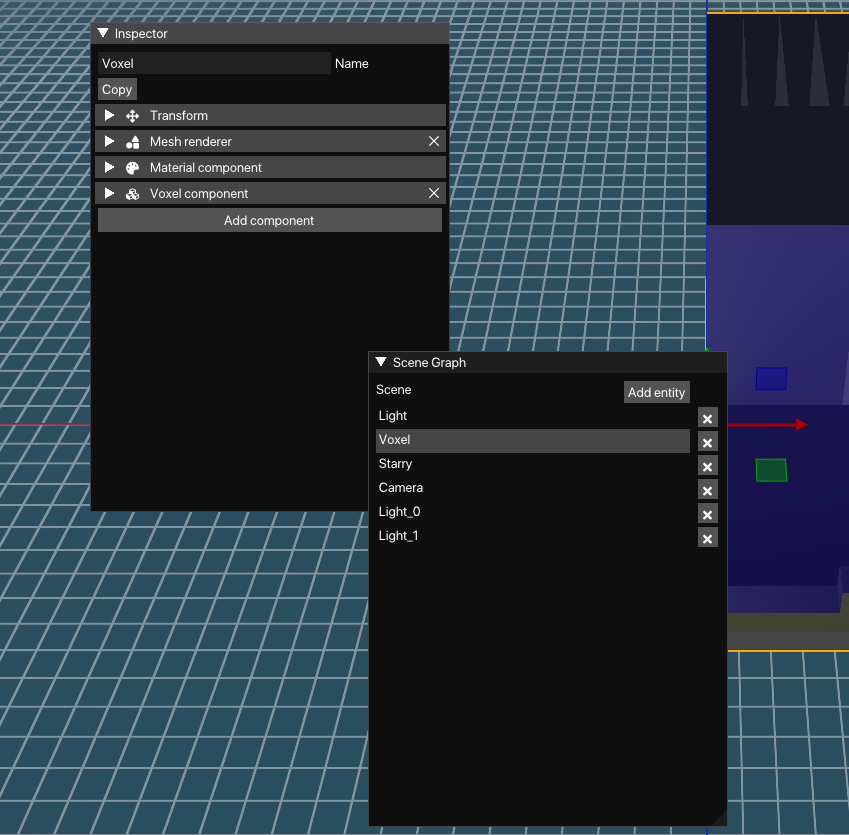 Inspector
Voxel Name
Copy
Transform
Mesh renderer
Material component
Voxel component
Add component
Scene Graph
Scene
Add entity
Light
Voxel
Starry
Camera
Light_0
Light_1